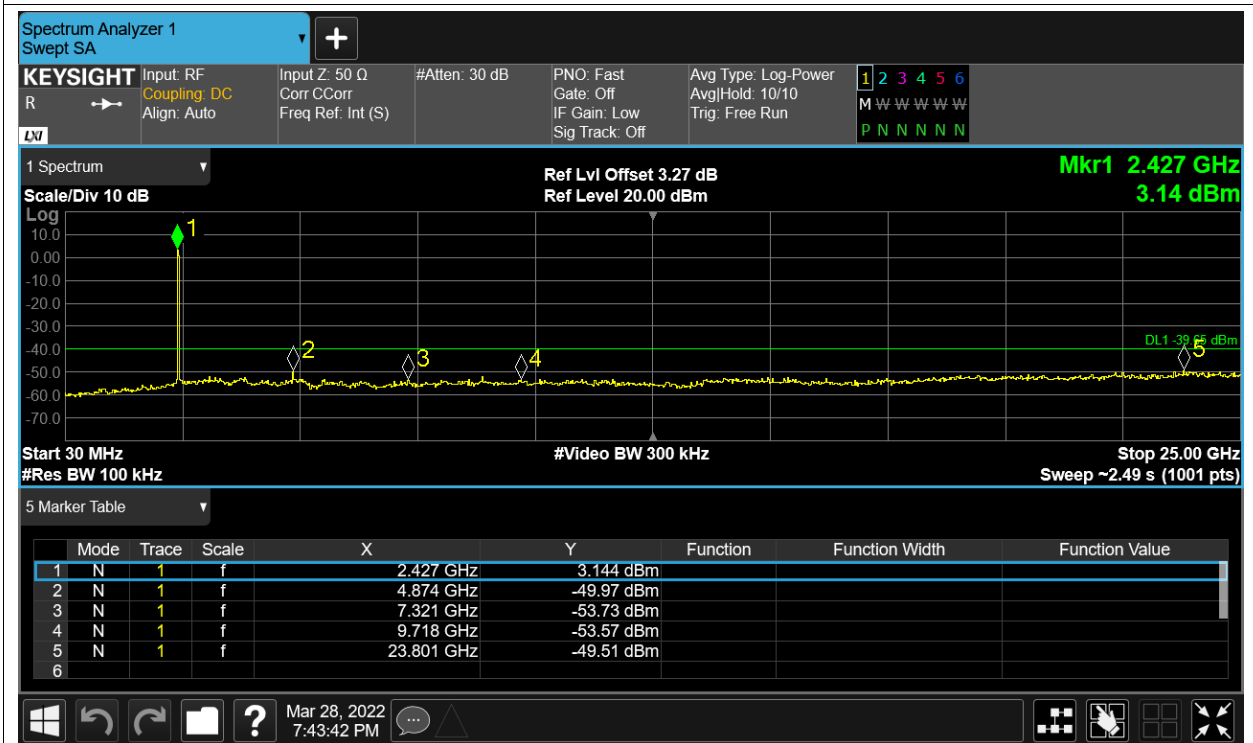 Spectrum Analyzer 1
Swept SA
KEYSIGHT Input: RF Input Z: 50 Ω #Atten: 30 dB PNO: Fast Avg Type: Log-Power 1 2 3 4 5 6
R Coupling: DC Corr CCorr Gate: Off Avg|Hold: 10/10 M W W W W W
Align: Auto Freq Ref: Int (S) IF Gain: Low Trig: Free Run
LXI Sig Track: Off P N N N N N
1 Spectrum Ref Lvl Offset 3.27 dB Mkr1 2.427 GHz
Scale/Div 10 dB Ref Level 20.00 dBm 3.14 dBm
Log
10.0 1
0.00
-10.0
-20.0
-30.0
-40.0 2 3 4 DL1 -39.65 dBm 5
-50.0
-60.0
-70.0
Start 30 MHz #Video BW 300 kHz Stop 25.00 GHz
#Res BW 100 kHz Sweep ~2.49 s (1001 pts)
5 Marker Table
Mode Trace Scale X Y Function Function Width Function Value
1 N 1 f 2.427 GHz 3.144 dBm
2 N 1 f 4.874 GHz -49.97 dBm
3 N 1 f 7.321 GHz -53.73 dBm
4 N 1 f 9.718 GHz -53.57 dBm
5 N 1 f 23.801 GHz -49.51 dBm
6
? Mar 28, 2022
7:43:42 PM